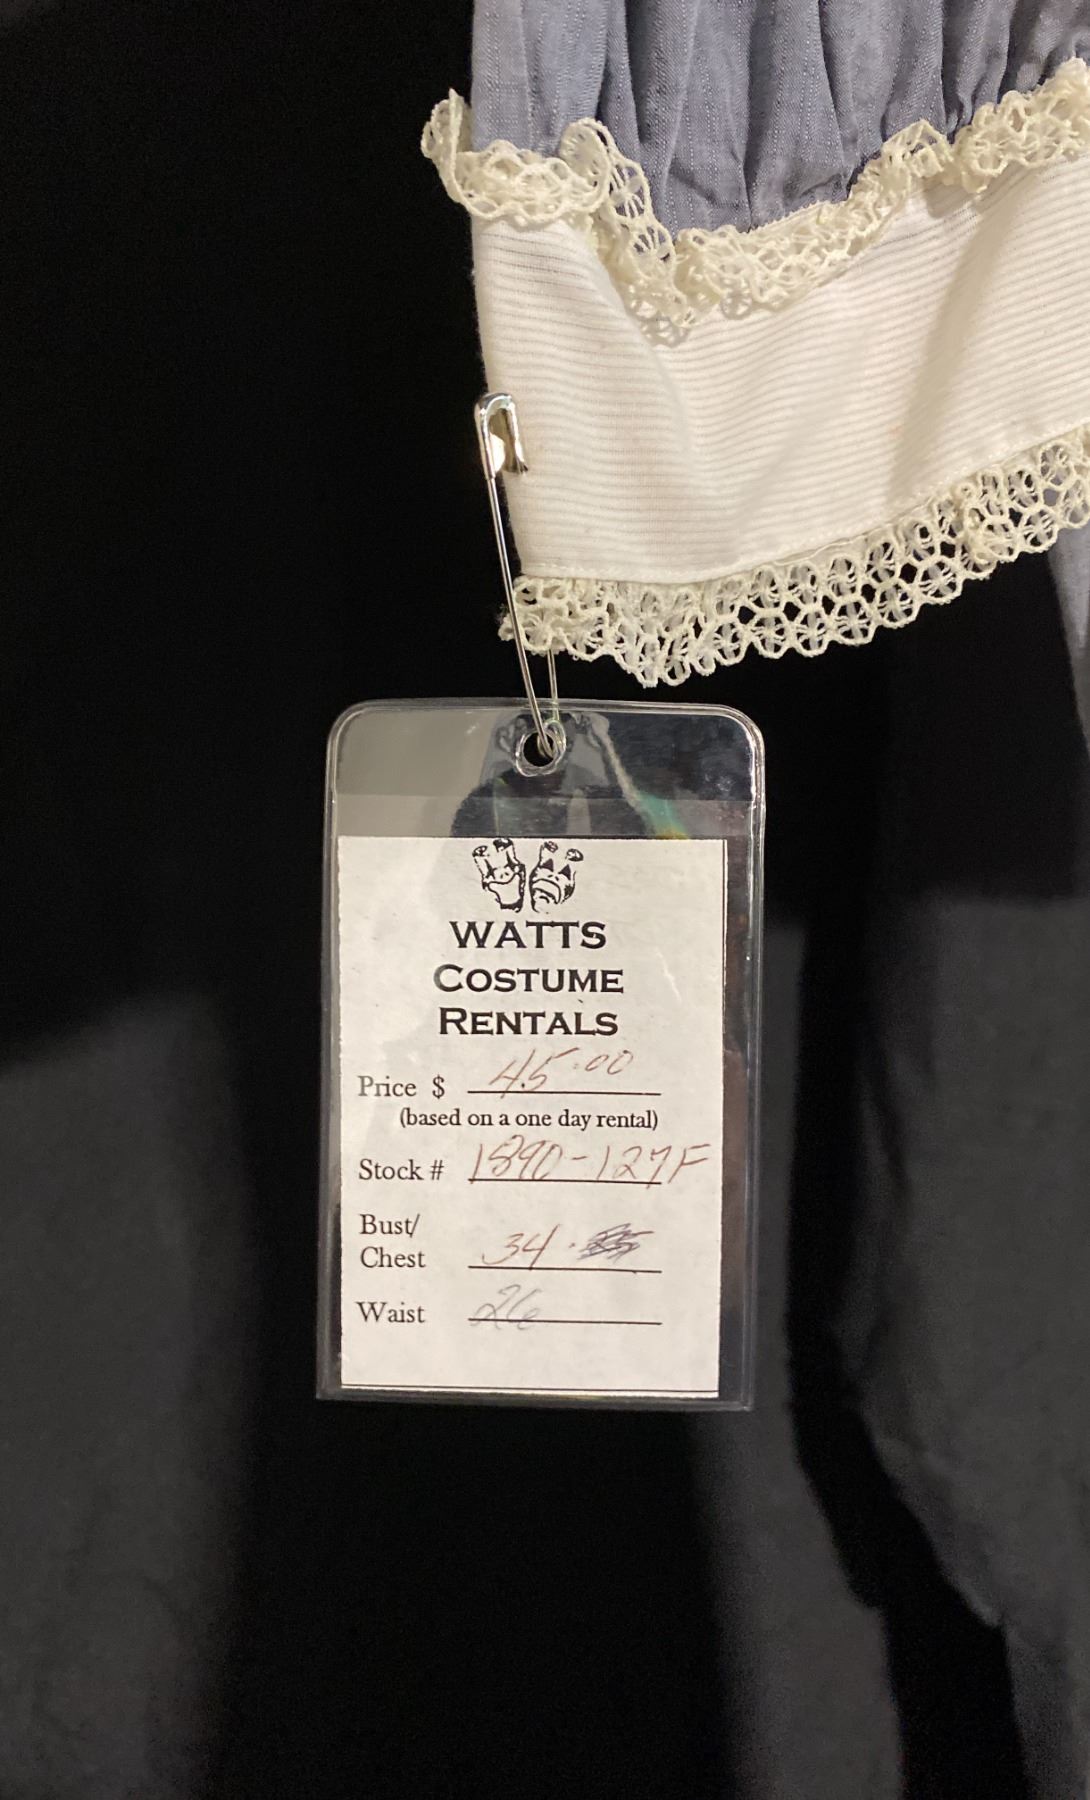 WATTS
COSTUME
RENTALS
Price $ 45.00
(based on a one day rental)
Stock # 1890-127F
Bust/
Chest 34
Waist 26